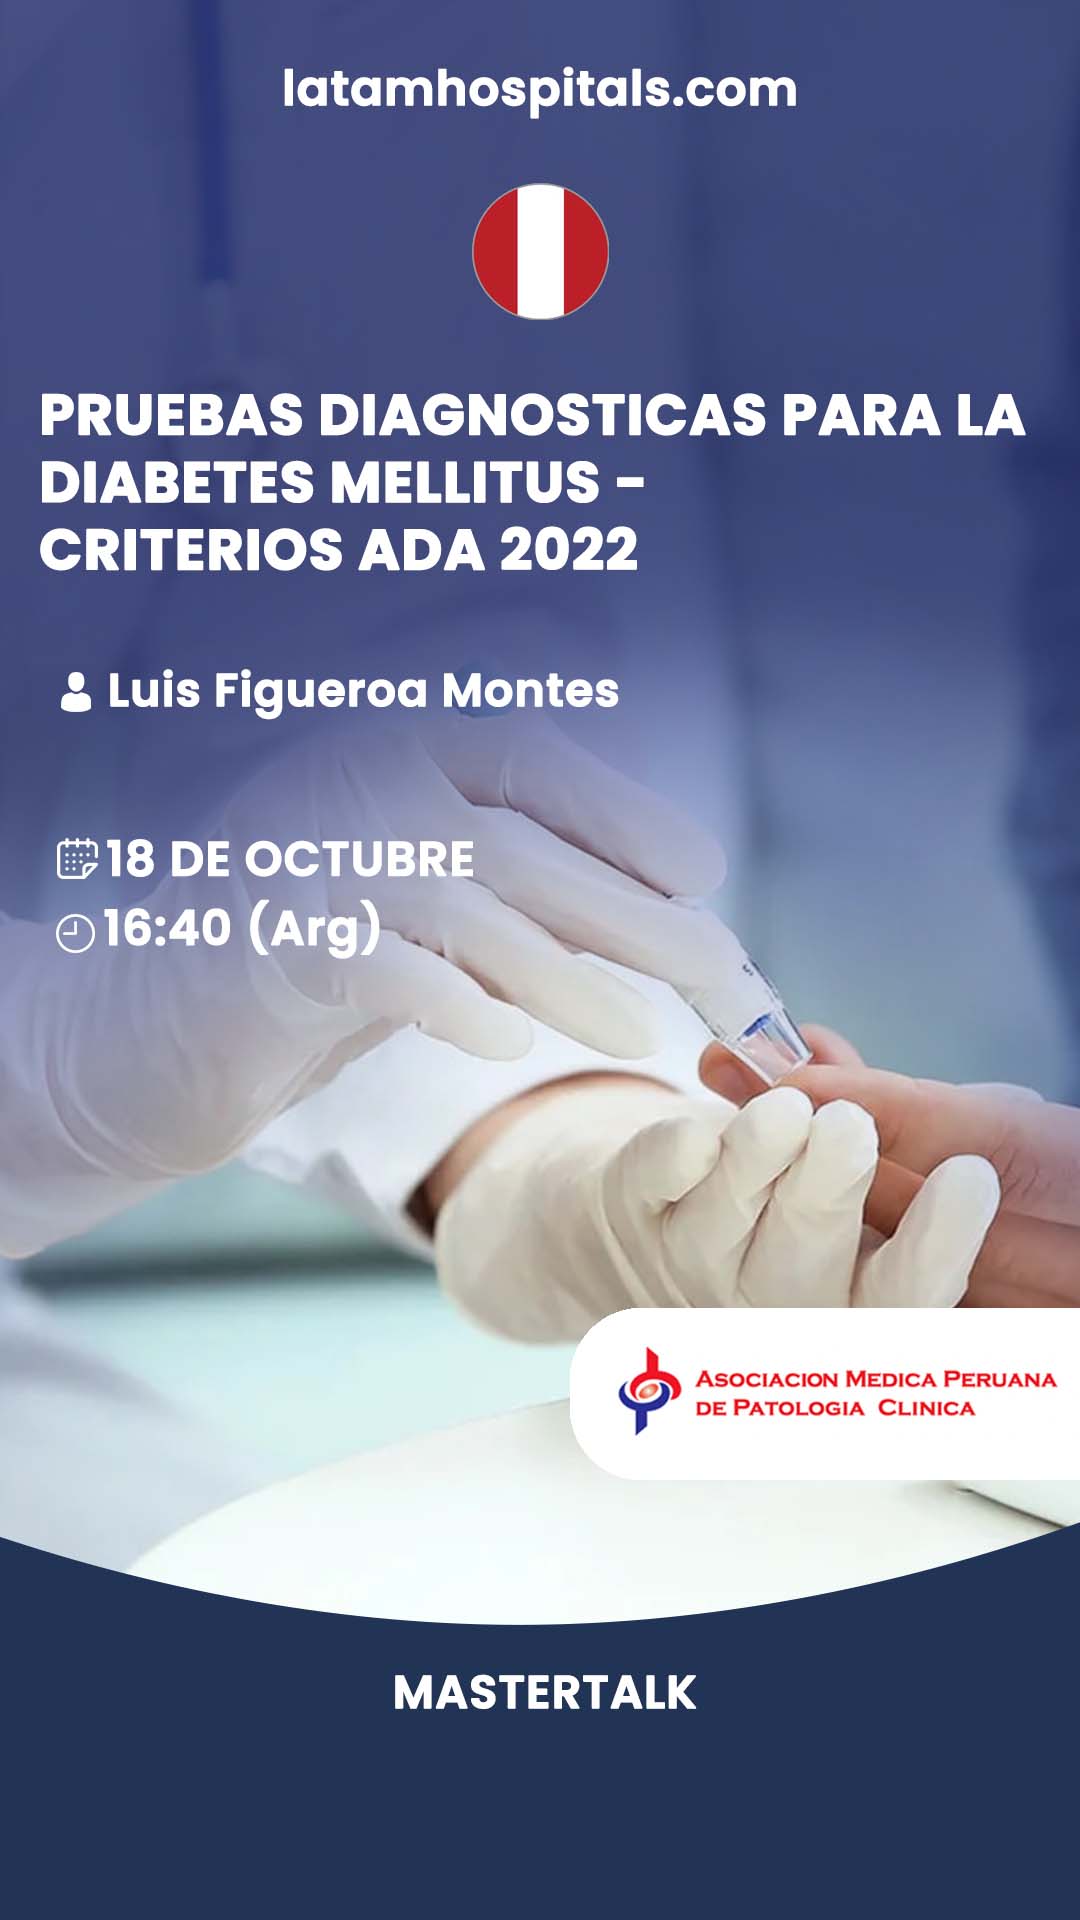 latamhospitals.com
PRUEBAS DIAGNOSTICAS PARA LA
DIABETES MELLITUS -
CRITERIOS ADA 2022
Luis Figueroa Montes
18 DE OCTUBRE
16:40 (Arg)
ASOCIACION MEDICA PERUANA
DE PATOLOGIA CLINICA
MASTERTALK